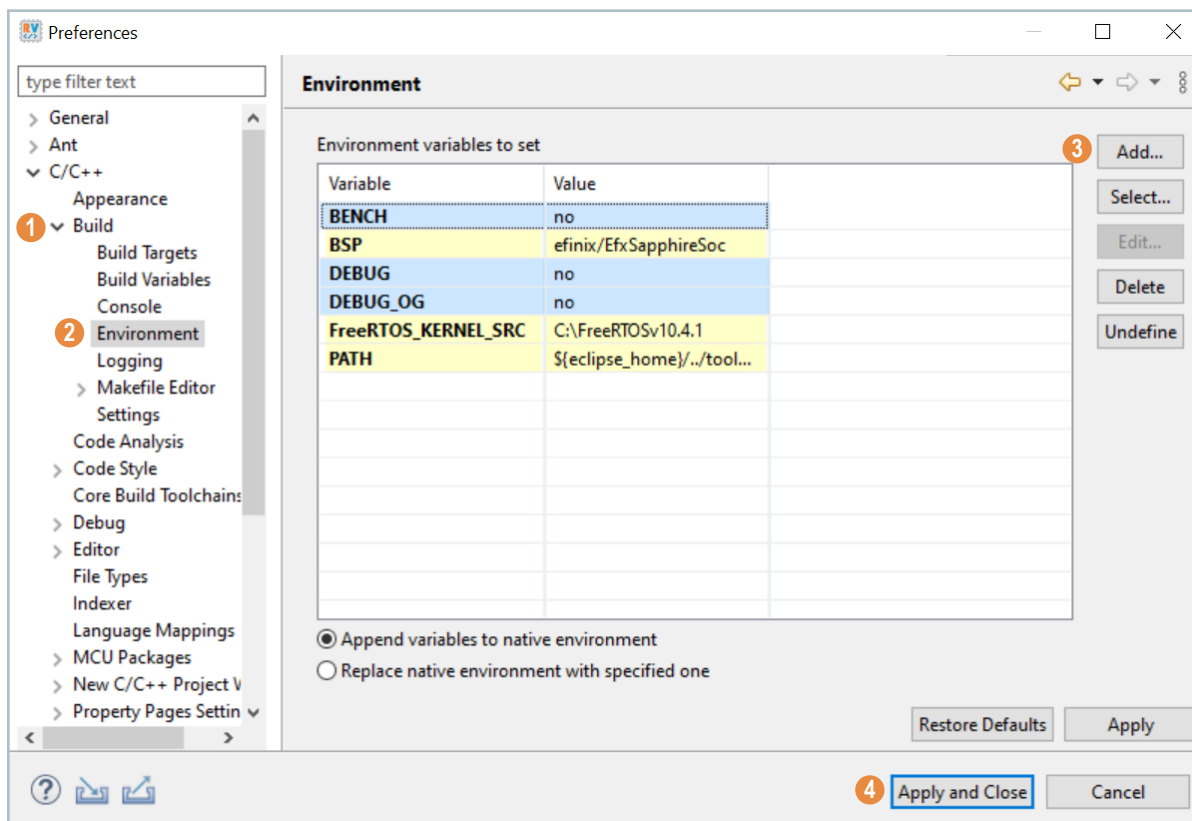 Preferences
type filter text
General
Ant
C/C++
Appearance
1 Build
Build Targets
Build Variables
Console
2 Environment
Logging
Makefile Editor
Settings
Code Analysis
Code Style
Core Build Toolchains
Debug
Editor
File Types
Indexer
Language Mappings
MCU Packages
New C/C++ Project W
Property Pages Settin
Environment
Environment variables to set
Variable Value
BENCH no
BSP efinix/EfxSapphireSoc
DEBUG no
DEBUG_OG no
FreeRTOS_KERNEL_SRC C:\FreeRTOSv10.4.1
PATH ${eclipse_home}/../tool...
3 Add...
Select...
Edit...
Delete
Undefine
Append variables to native environment
Replace native environment with specified one
Restore Defaults Apply
4 Apply and Close Cancel